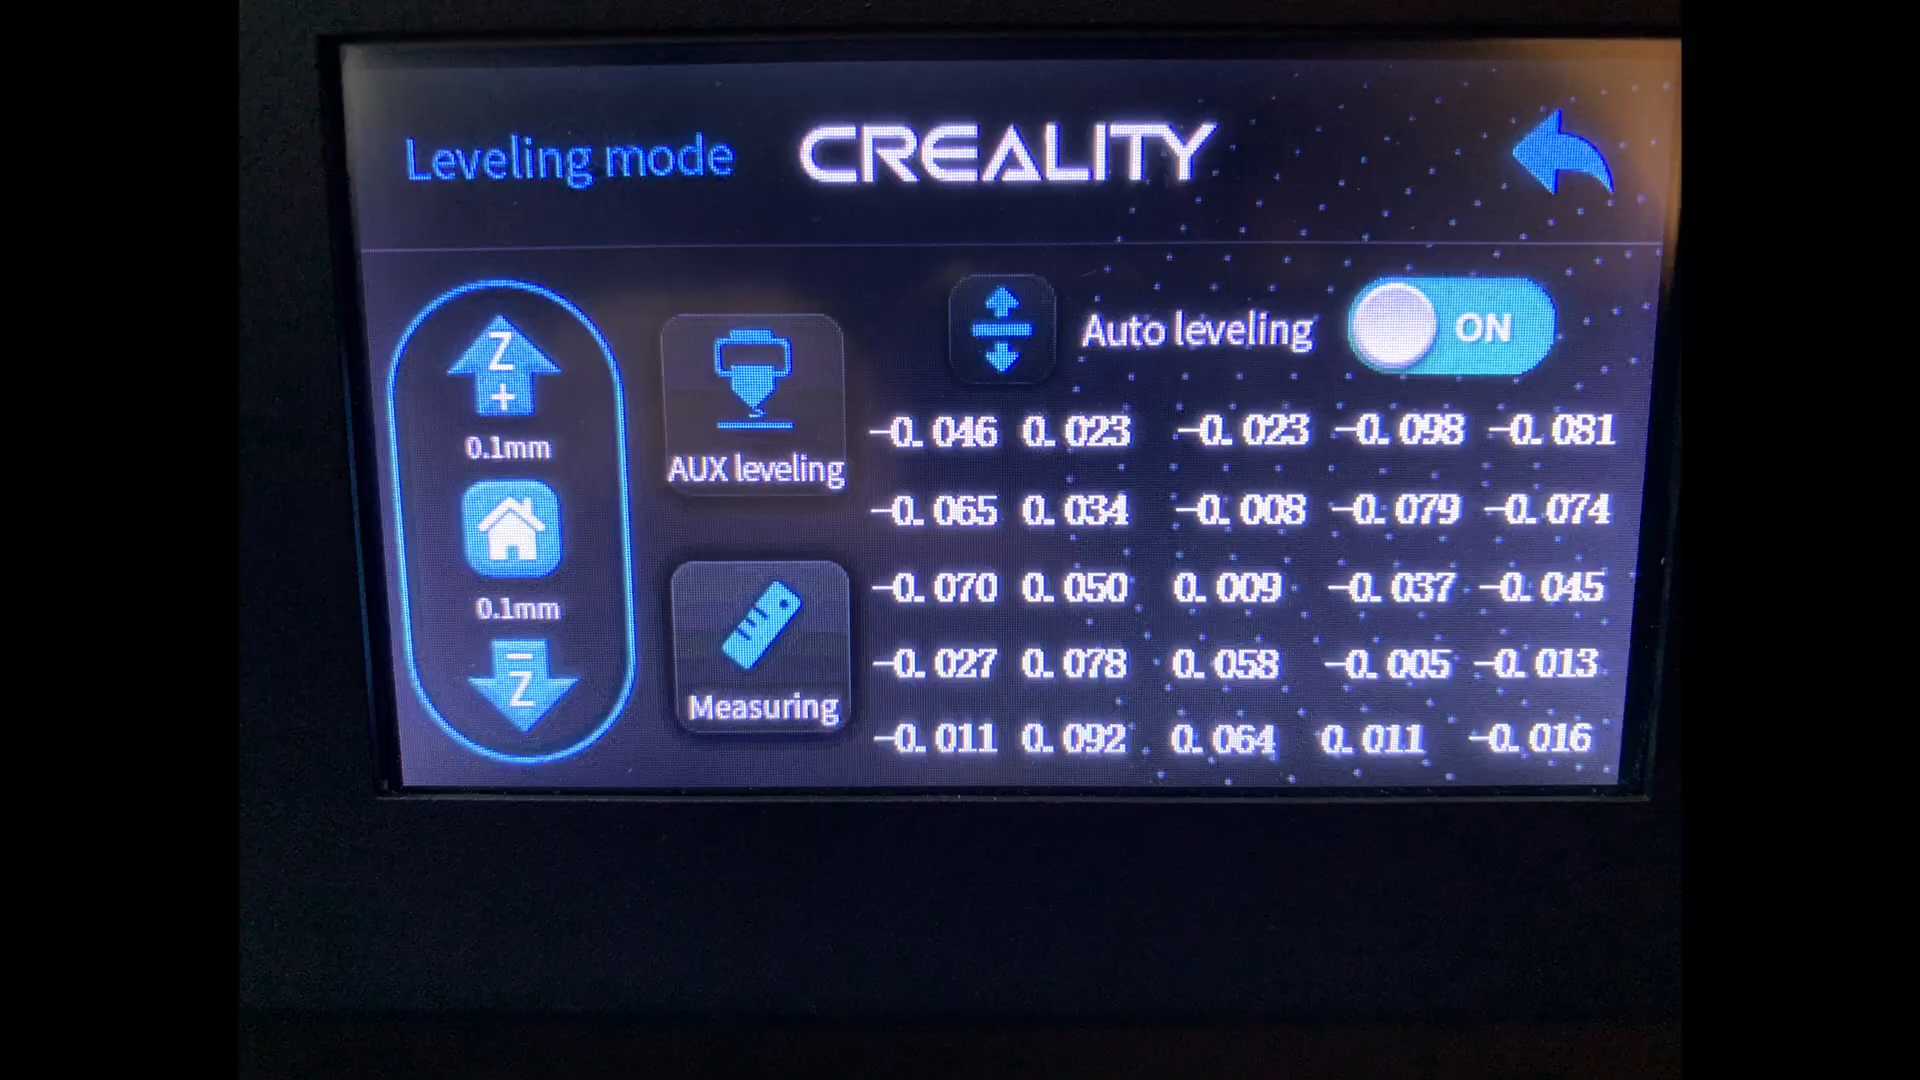 Leveling mode CREALITY
Z
+
0.1mm
0.1mm
−
Z
AUX leveling
Measuring
Auto leveling ON
-0.046 0.023 -0.023 -0.098 -0.081
-0.065 0.034 -0.008 -0.079 -0.074
-0.070 0.050 0.009 -0.037 -0.045
-0.027 0.078 0.058 -0.005 -0.013
-0.011 0.092 0.064 0.011 -0.016